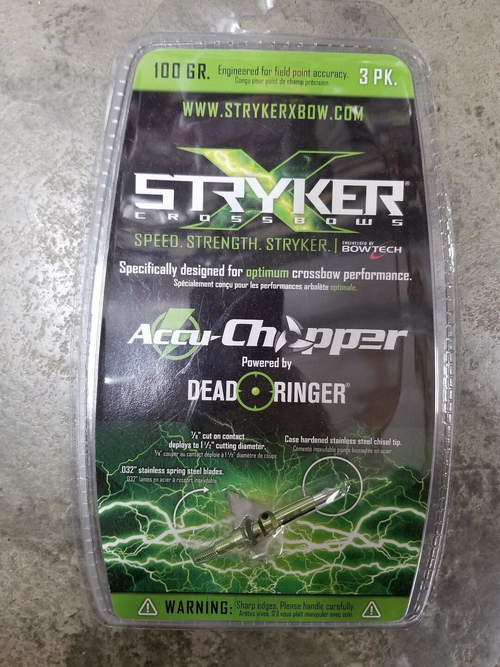 100 GR.
Engineered for field point accuracy.
Conçu pour point de champ précision.
3 PK.
WWW.STRYKERXBOW.COM
STRYKER®
CROSSBOWS
SPEED. STRENGTH. STRYKER. | ENGINEERED BY BOWTECH
Specifically designed for optimum crossbow performance.
Spécialement conçu pour les performances arbalète optimale.
Accu-Chopper
Powered by
DEAD RINGER®
7/8" cut on contact
deploys to 1 1/2" cutting diameter.
Case hardened stainless steel chisel tip.
.032" stainless spring steel blades.
WARNING:
Sharp edges. Please handle carefully.